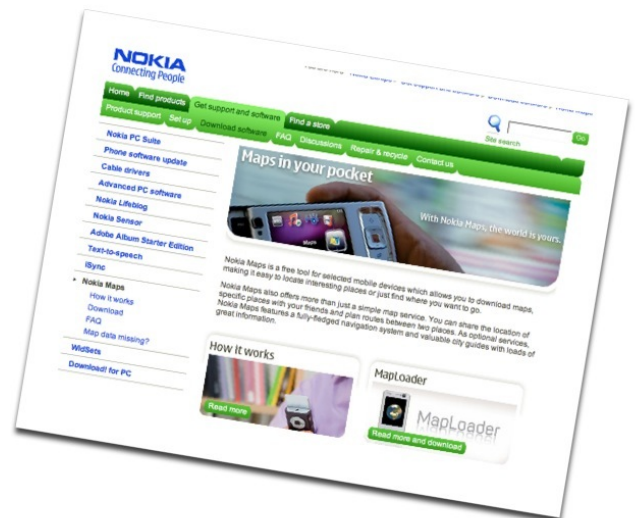 NOKIA
Connecting People
Home Find products Get support and software Find a store
Site search Go
Product support Set up Download software FAQ Discussions Repair & recycle Contact us
Nokia PC Suite
Phone software update
Cable drivers
Advanced PC software
Nokia Lifeblog
Nokia Sensor
Adobe Album Starter Edition
Text-to-speech
iSync
Nokia Maps
How it works
Download
FAQ
Map data missing?
WidSets
Download! for PC
Maps in your pocket
With Nokia Maps, the world is yours.
Maps
Nokia Maps is a free tool for selected mobile devices which allows you to download maps,
making it easy to locate interesting places or just find where you want to go.
Nokia Maps also offers more than just a simple map service. You can share the location of
specific places with your friends and plan routes between two places. As optional services,
Nokia Maps features a fully-fledged navigation system and valuable city guides with loads of
great information.
How it works
Read more
MapLoader
MapLoader
Read more and download